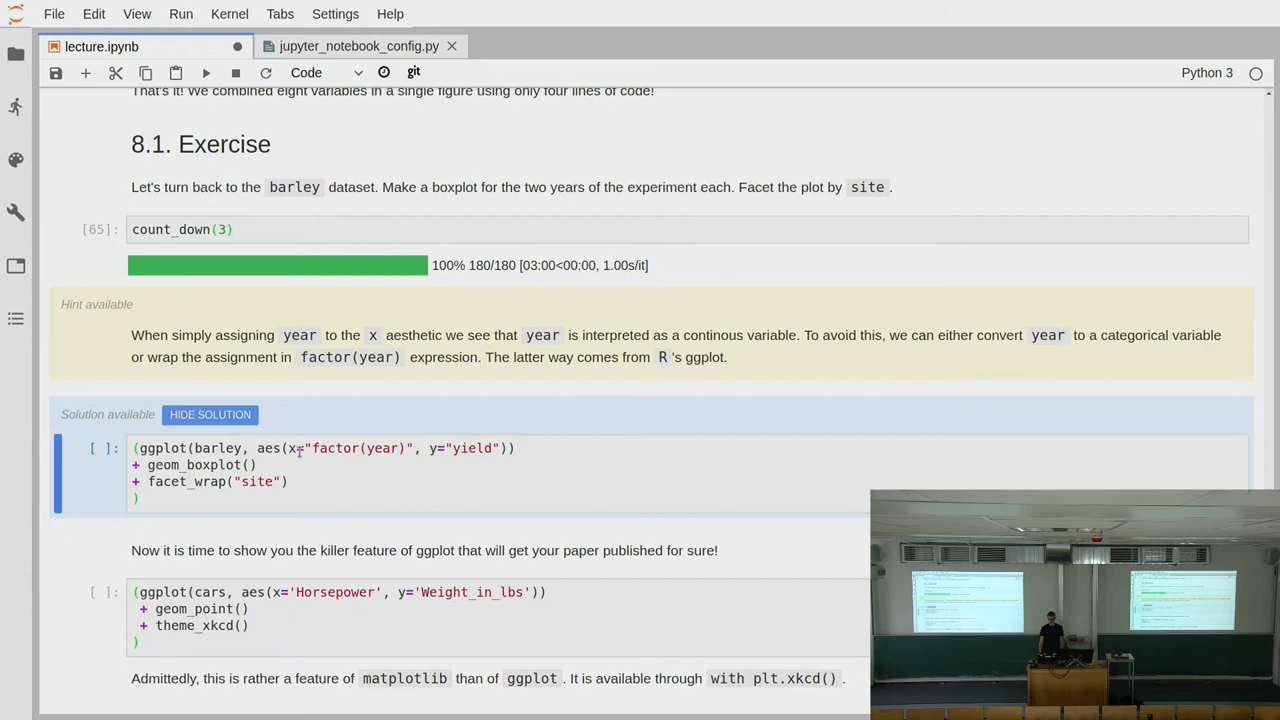 File Edit View Run Kernel Tabs Settings Help
lecture.ipynb jupyter_notebook_config.py
Code git Python 3
That's it! We combined eight variables in a single figure using only four lines of code!
8.1. Exercise
Let's turn back to the barley dataset. Make a boxplot for the two years of the experiment each. Facet the plot by site .
[65]: count_down(3)
100% 180/180 [03:00<00:00, 1.00s/it]
Hint available
When simply assigning year to the x aesthetic we see that year is interpreted as a continous variable. To avoid this, we can either convert year to a categorical variable
or wrap the assignment in factor(year) expression. The latter way comes from R 's ggplot.
Solution available HIDE SOLUTION
[ ]: (ggplot(barley, aes(x="factor(year)", y="yield"))
+ geom_boxplot()
+ facet_wrap("site")
)
Now it is time to show you the killer feature of ggplot that will get your paper published for sure!
[ ]: (ggplot(cars, aes(x='Horsepower', y='Weight_in_lbs'))
+ geom_point()
+ theme_xkcd()
)
Admittedly, this is rather a feature of matplotlib than of ggplot . It is available through with plt.xkcd() .